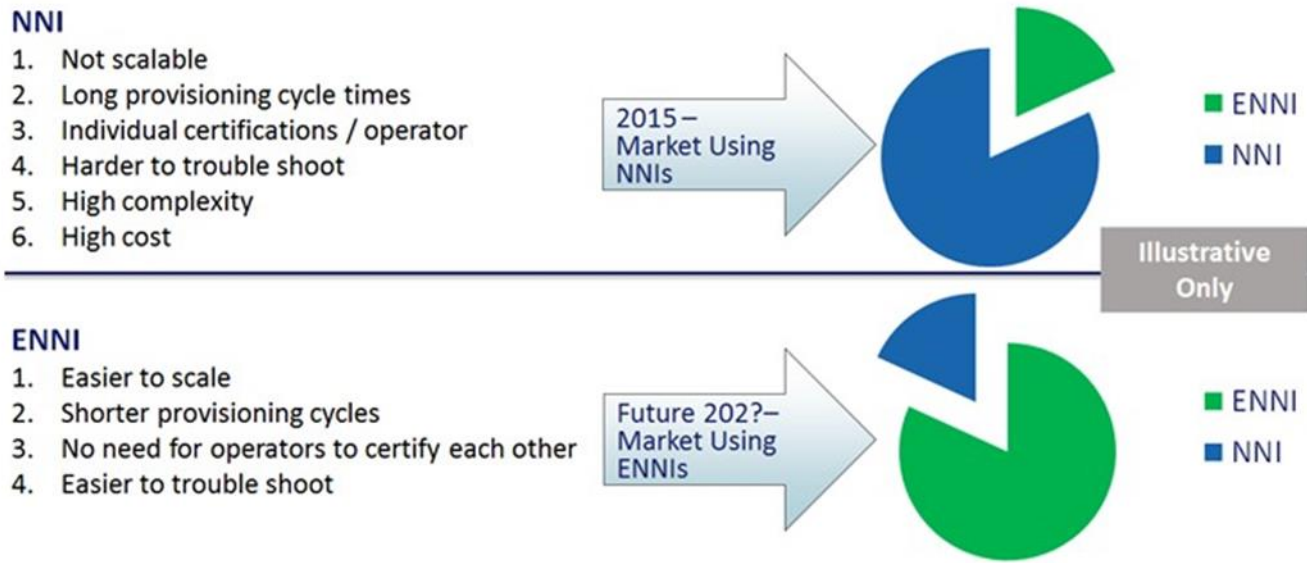 NNI
1. Not scalable
2. Long provisioning cycle times
3. Individual certifications / operator
4. Harder to trouble shoot
5. High complexity
6. High cost
2015 –
Market Using
NNIs
ENNI
NNI
Illustrative
Only
ENNI
1. Easier to scale
2. Shorter provisioning cycles
3. No need for operators to certify each other
4. Easier to trouble shoot
Future 202?–
Market Using
ENNIs
ENNI
NNI